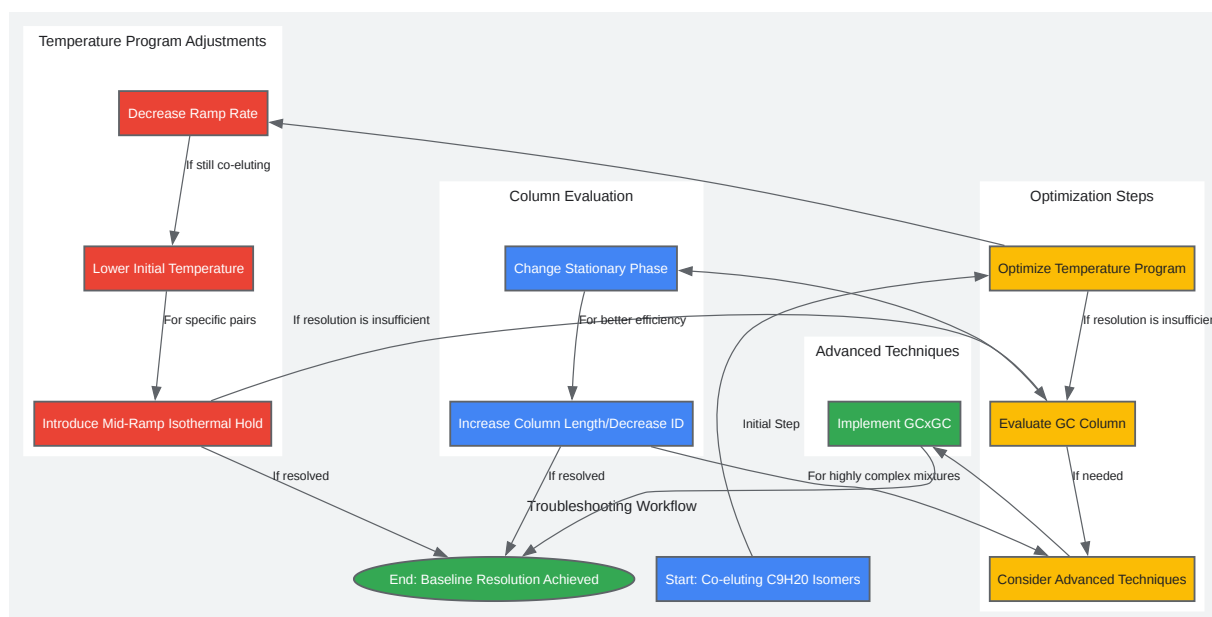 Temperature Program Adjustments
Decrease Ramp Rate
If still co-eluting
Column Evaluation
Optimization Steps
Lower Initial Temperature
Change Stationary Phase
Optimize Temperature Program
For specific pairs
If resolution is insufficient
For better efficiency
If resolution is insufficien
Advanced Techniques
Introduce Mid-Ramp Isothermal Hold
Increase Column Length/Decrease ID
Initial Step
Implement GCxGC
Evaluate GC Column
If resolved
If resolved
For highly complex mixtures
If needed
Troubleshooting Workflow
End: Baseline Resolution Achieved
Start: Co-eluting C9H20 Isomers
Consider Advanced Techniques